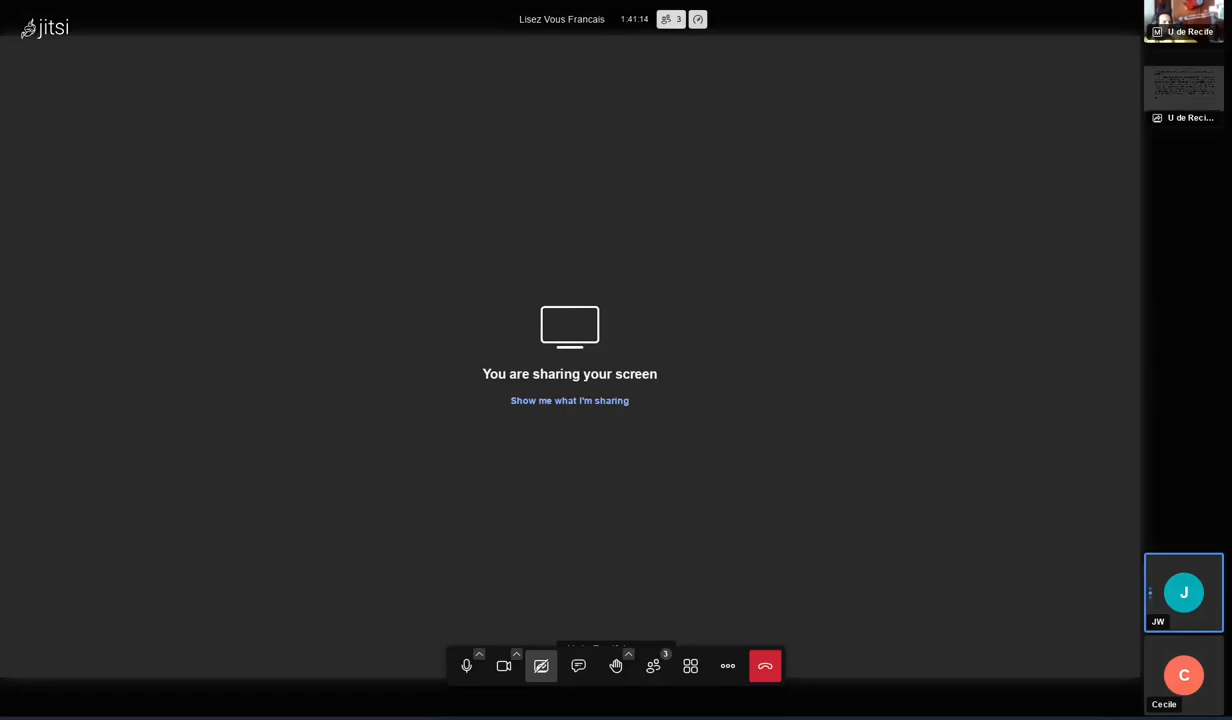 jitsi
Lisez Vous Francais
1:41:14
3
U de Recife
U de Reci...
You are sharing your screen
Show me what I'm sharing
J
JW
3
C
Cecile